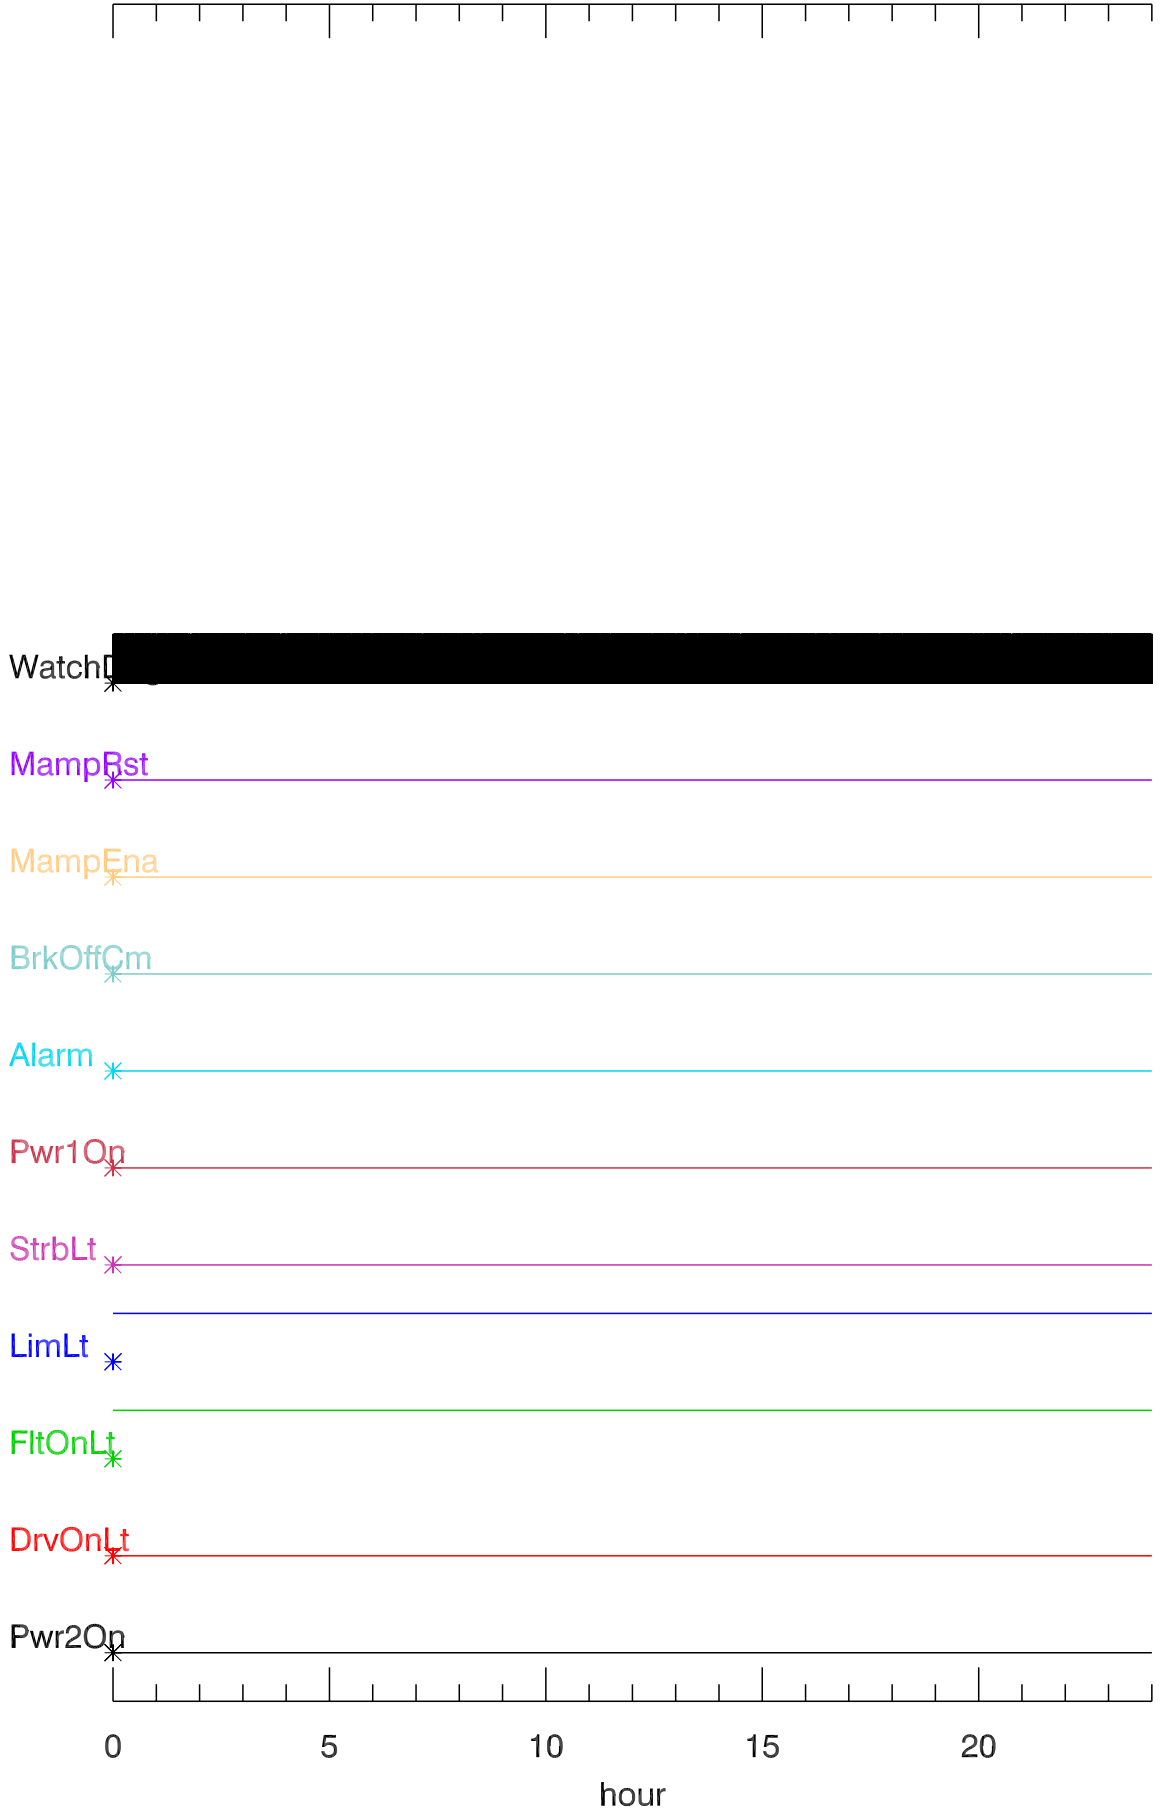 WatchD
MampRst
MampEna
BrkOffCm
Alarm
Pwr1On
StrbLt
LimLt
FltOnLt
DrvOnLt
Pwr2On
0 5 10 15 20
hour